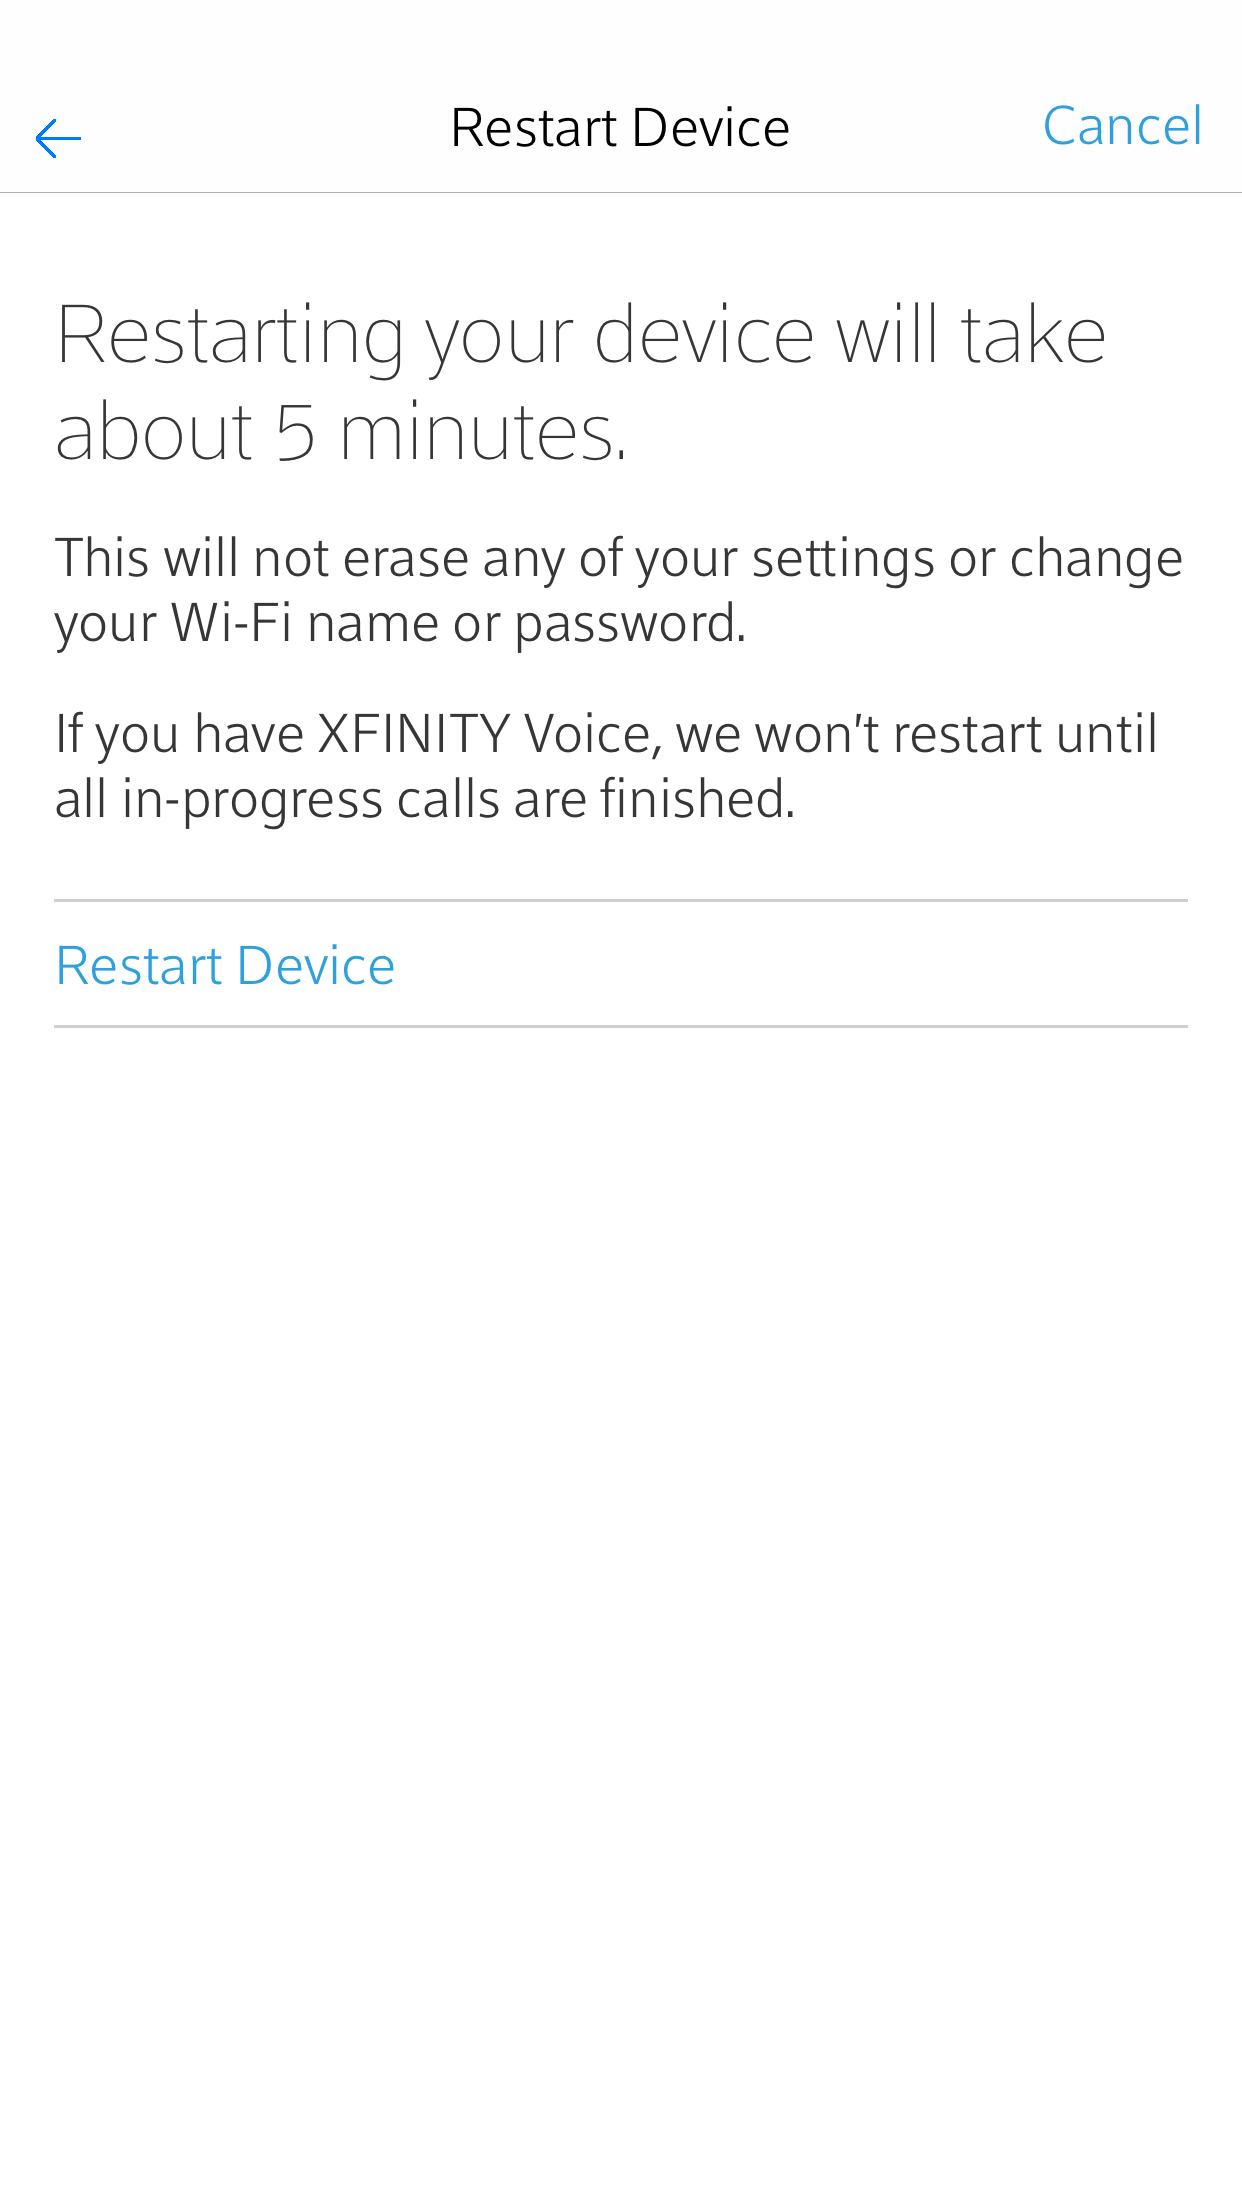 Restart Device
Cancel
Restarting your device will take
about 5 minutes.
This will not erase any of your settings or change
your Wi-Fi name or password.
If you have XFINITY Voice, we won't restart until
all in-progress calls are finished.
Restart Device